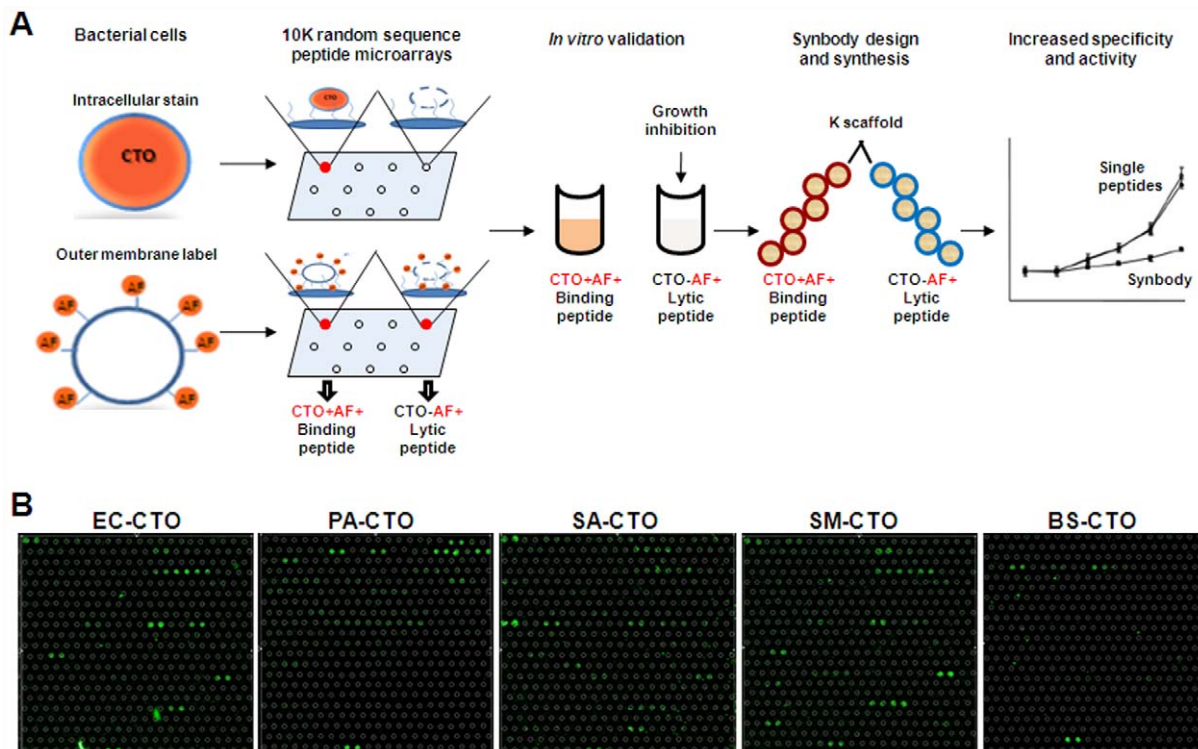 A
Bacterial cells
Intracellular stain
CTO
Outer membrane label
AF
AF
AF
AF
AF
AF
AF
10K random sequence
peptide microarrays
CTO
CTO+AF+
Binding
peptide
CTO-AF+
Lytic
peptide
In vitro validation
Growth
inhibition
CTO+AF+
Binding
peptide
CTO-AF+
Lytic
peptide
Synbody design
and synthesis
K scaffold
CTO+AF+
Binding
peptide
CTO-AF+
Lytic
peptide
Increased specificity
and activity
Single
peptides
Synbody
B
EC-CTO
PA-CTO
SA-CTO
SM-CTO
BS-CTO